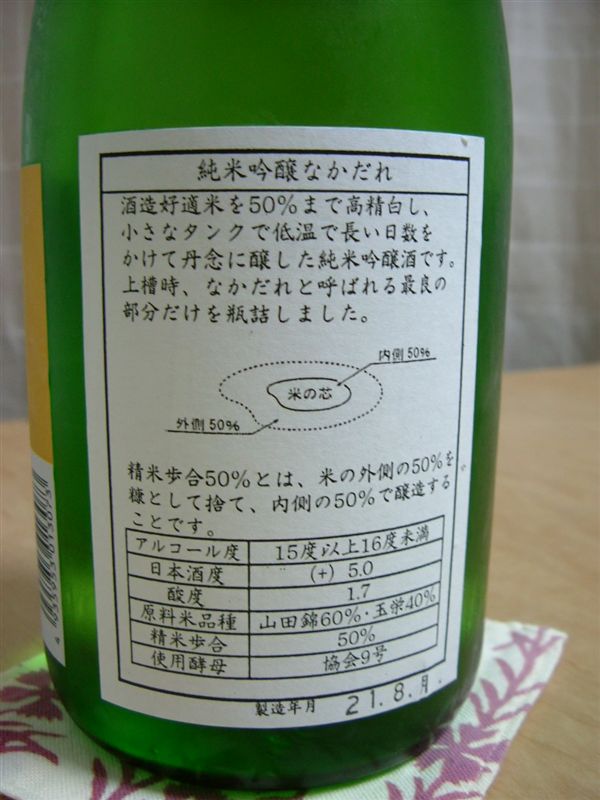 純米吟醸なかだれ
酒造好適米を50%まで高精白し、
小さなタンクで低温で長い日数を
かけて丹念に醸した純米吟醸酒です。
上槽時、なかだれと呼ばれる最良の
部分だけを瓶詰しました。
内側50%
米の芯
外側50%
精米歩合50%とは、米の外側の50%を
糠として捨て、内側の50%で醸造する
ことです。
アルコール度 15度以上16度未満
日本酒度 (+) 5.0
酸度 1.7
原料米品種 山田錦60%・玉栄40%
精米歩合 50%
使用酵母 協会9号
製造年月 21.8.月